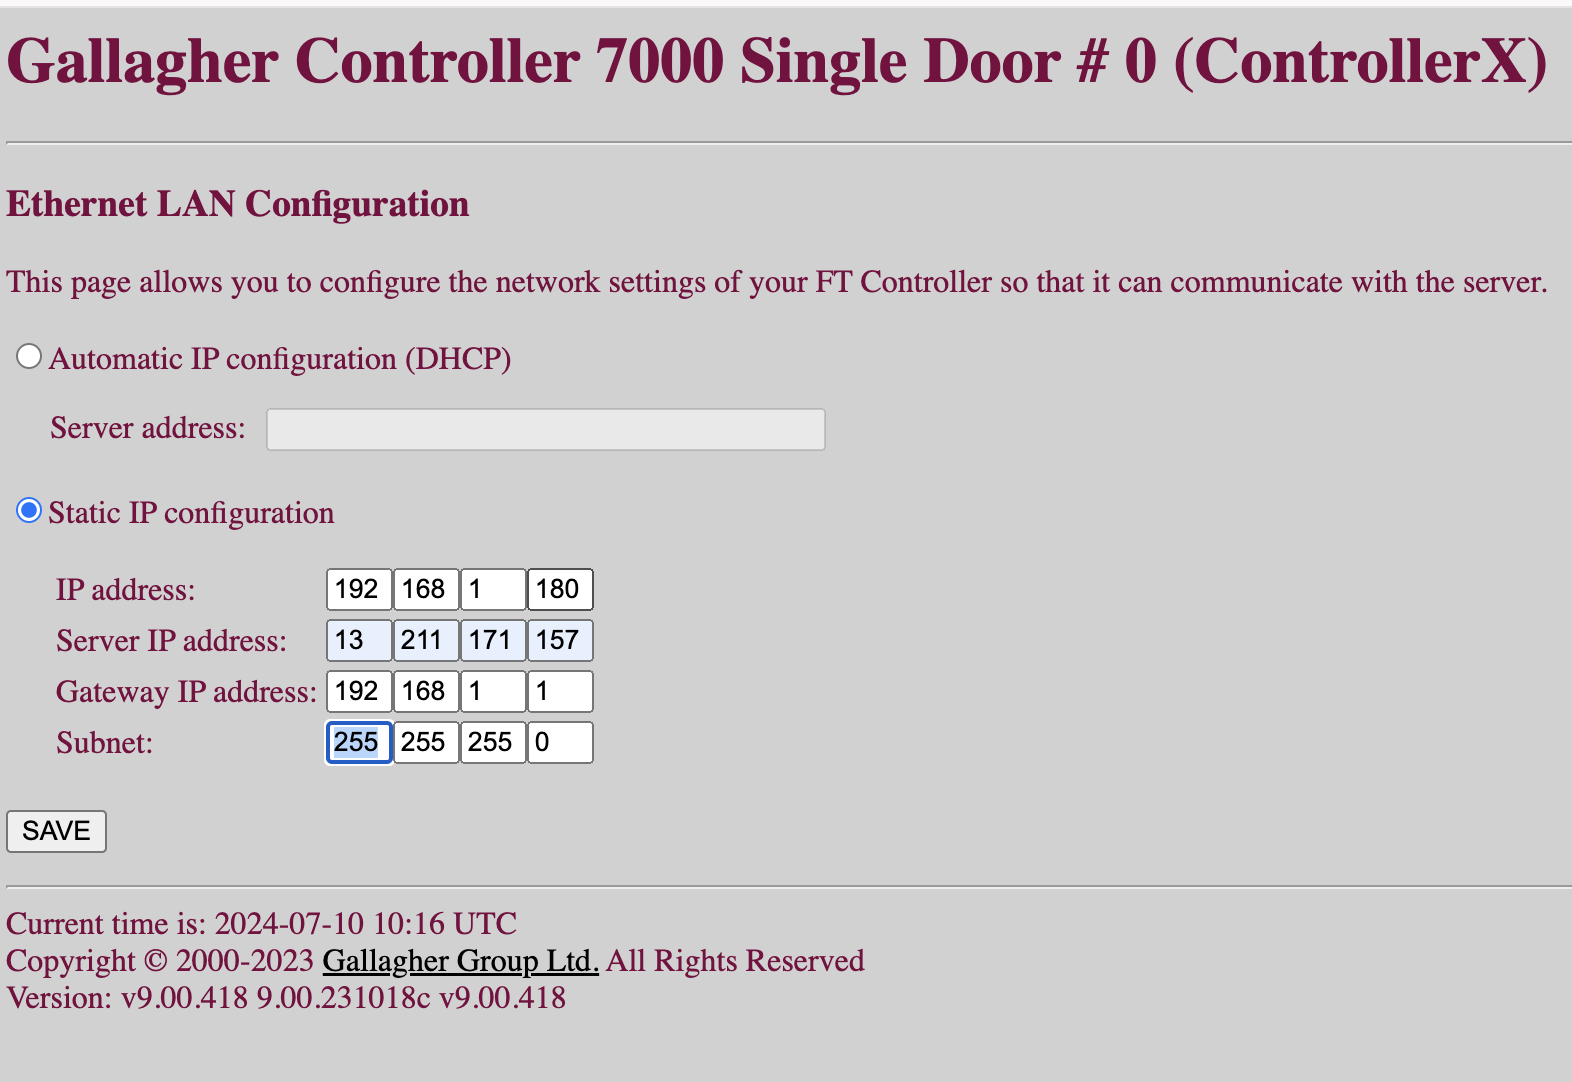 Gallagher Controller 7000 Single Door # 0 (ControllerX)
Ethernet LAN Configuration
This page allows you to configure the network settings of your FT Controller so that it can communicate with the server.
Automatic IP configuration (DHCP)
Server address:
Static IP configuration
IP address: 192 168 1 180
Server IP address: 13 211 171 157
Gateway IP address: 192 168 1 1
Subnet: 255 255 255 0
SAVE
Current time is: 2024-07-10 10:16 UTC
Copyright © 2000-2023 Gallagher Group Ltd. All Rights Reserved
Version: v9.00.418 9.00.231018c v9.00.418